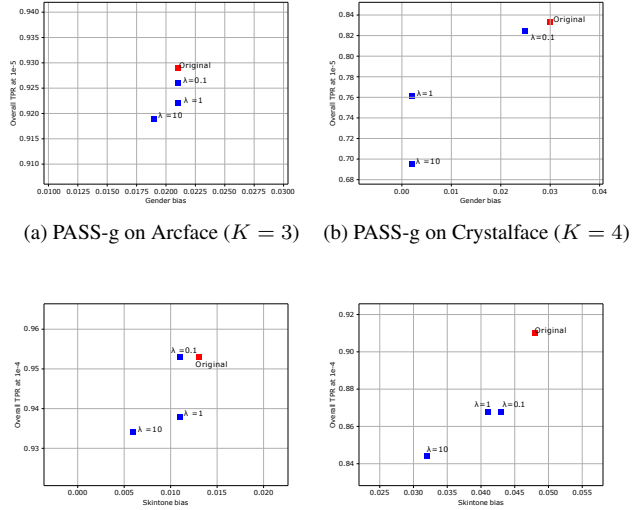 0.940
0.935
0.930
0.925
0.920
0.915
0.910
Overall TPR at 1e-5
Original
λ=0.1
λ =1
λ =10
0.0100 0.0125 0.0150 0.0175 0.0200 0.0225 0.0250 0.0275 0.0300
Gender bias
0.84
0.82
0.80
0.78
0.76
0.74
0.72
0.70
0.68
Overall TPR at 1e-5
Original
λ=0.1
λ=1
λ=10
0.00 0.01 0.02 0.03 0.04
Gender bias
(a) PASS-g on Arcface (K = 3) (b) PASS-g on Crystalface (K = 4)
0.96
0.95
0.94
0.93
Overall TPR at 1e-4
λ =0.1
Original
λ =1
λ =10
0.000 0.005 0.010 0.015 0.020
Skintone bias
0.92
0.90
0.88
0.86
0.84
Overall TPR at 1e-4
Original
λ=1 λ=0.1
λ=10
0.025 0.030 0.035 0.040 0.045 0.050 0.055
Skintone bias